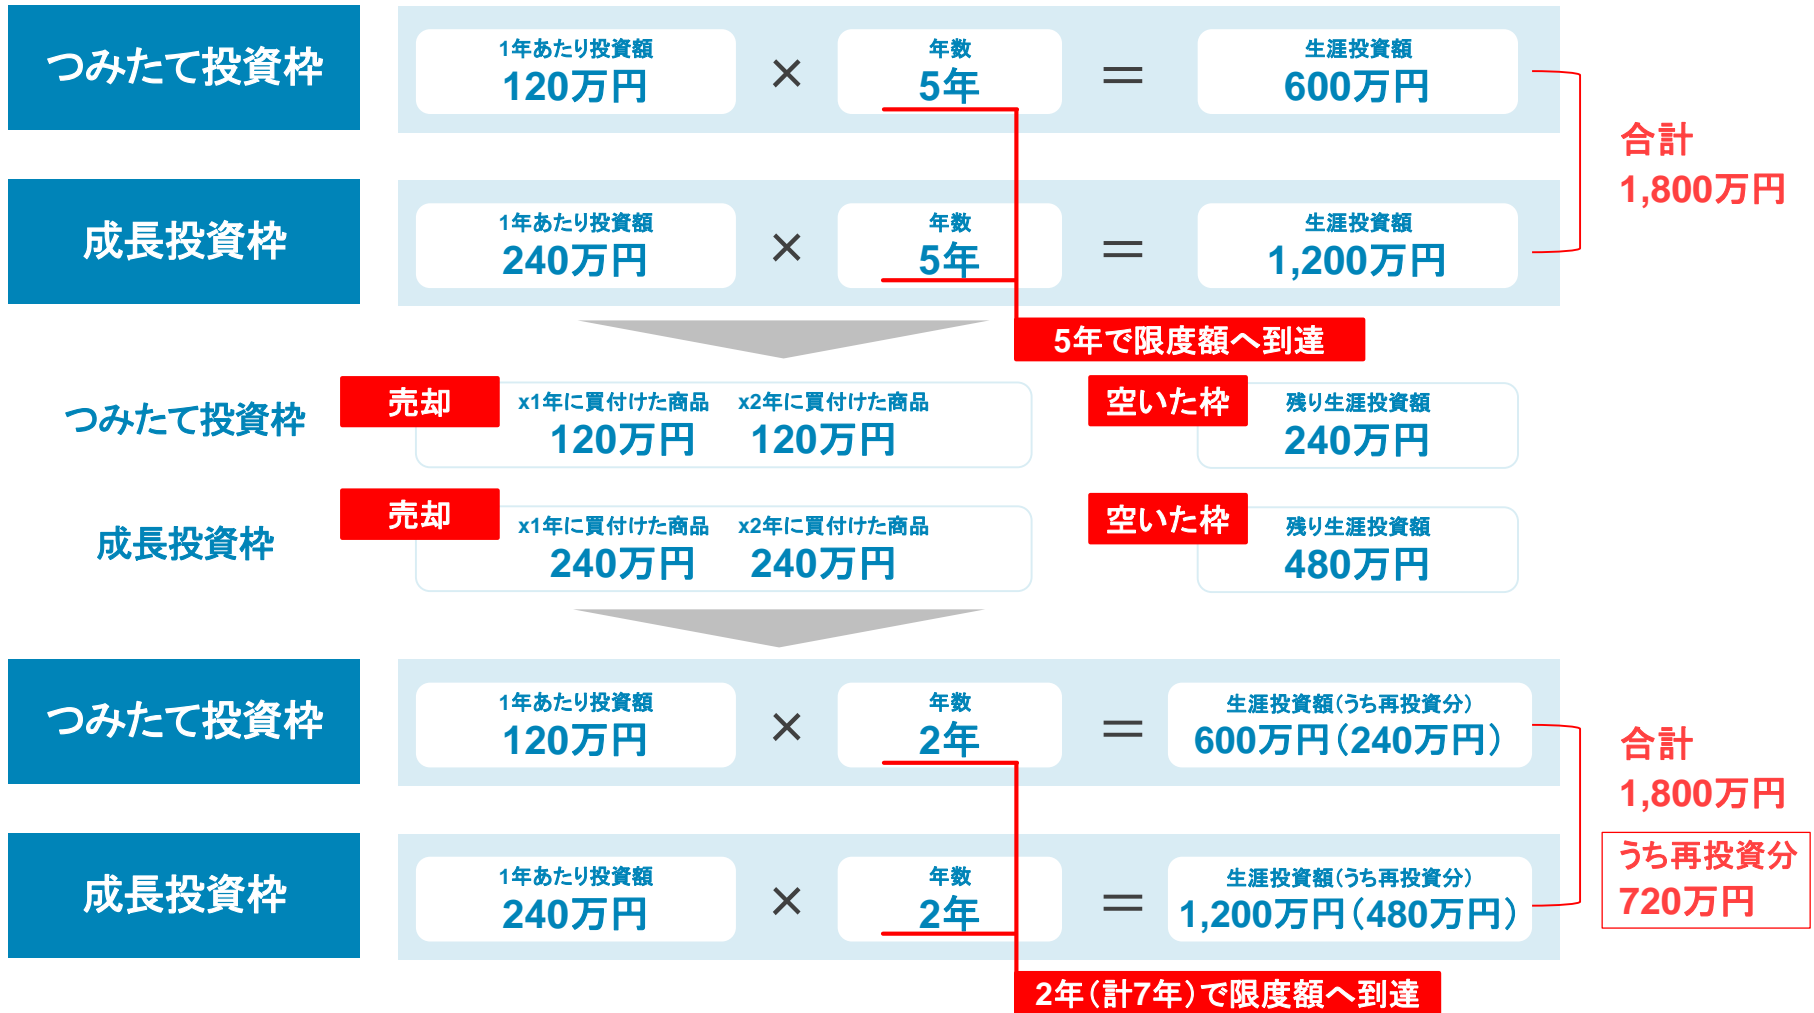 つみたて投資枠
1年あたり投資額
120万円
×
年数
5年
＝
生涯投資額
600万円
成長投資枠
1年あたり投資額
240万円
×
年数
5年
＝
生涯投資額
1,200万円
合計
1,800万円
5年で限度額へ到達
つみたて投資枠
売却
x1年に買付けた商品 x2年に買付けた商品
120万円 120万円
空いた枠
残り生涯投資額
240万円
成長投資枠
売却
x1年に買付けた商品 x2年に買付けた商品
240万円 240万円
空いた枠
残り生涯投資額
480万円
つみたて投資枠
1年あたり投資額
120万円
×
年数
2年
＝
生涯投資額（うち再投資分）
600万円（240万円）
成長投資枠
1年あたり投資額
240万円
×
年数
2年
＝
生涯投資額（うち再投資分）
1,200万円（480万円）
合計
1,800万円
うち再投資分
720万円
2年（計7年）で限度額へ到達